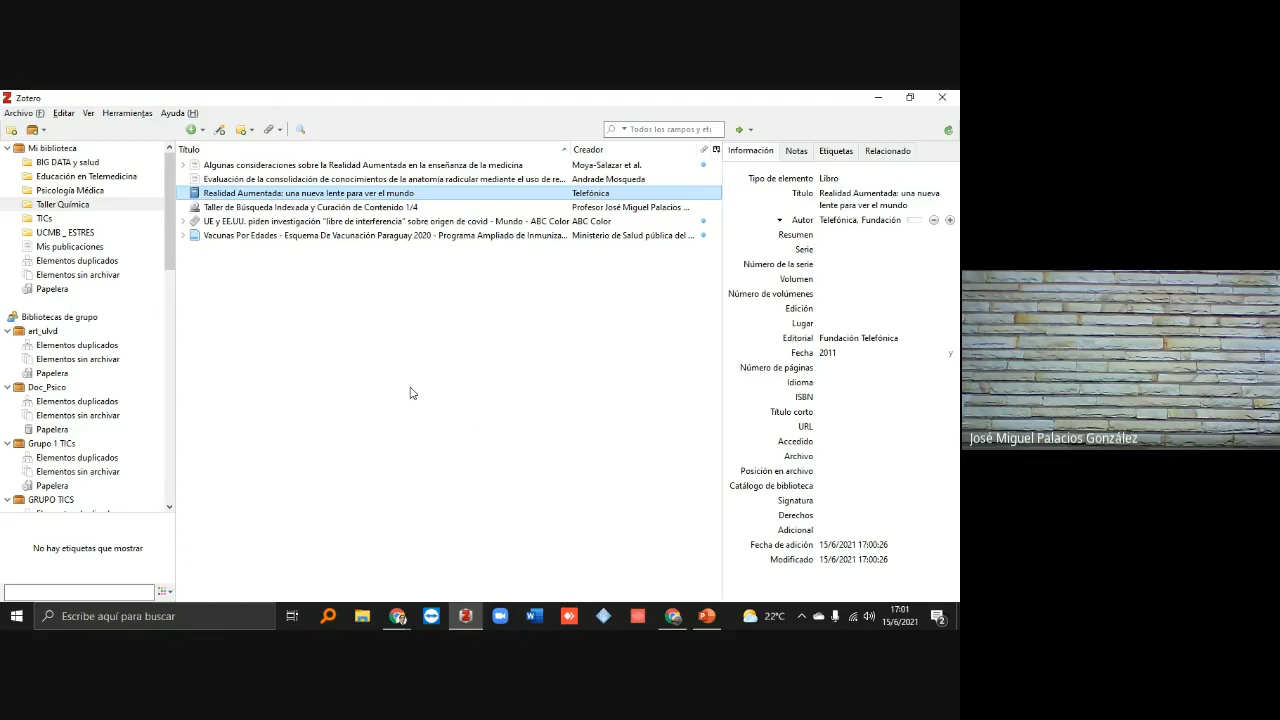 Zotero
Archivo (F) Editar Ver Herramientas Ayuda (H)
Todos los campos y eti
Mi biblioteca
BIG DATA y salud
Educación en Telemedicina
Psicología Médica
Taller Química
TICs
UCMB _ ESTRES
Mis publicaciones
Elementos duplicados
Elementos sin archivar
Papelera
Bibliotecas de grupo
art_ulvd
Elementos duplicados
Elementos sin archivar
Papelera
Doc_Psico
Elementos duplicados
Elementos sin archivar
Papelera
Grupo 1 TICs
Elementos duplicados
Elementos sin archivar
Papelera
GRUPO TICS
No hay etiquetas que mostrar
Título Creador
Algunas consideraciones sobre la Realidad Aumentada en la enseñanza de la medicina Moya-Salazar et al.
Evaluación de la consolidación de conocimientos de la anatomía radicular mediante el uso de re... Andrade Mosqueda
Realidad Aumentada: una nueva lente para ver el mundo Telefónica
Taller de Búsqueda Indexada y Curación de Contenido 1/4 Profesor José Miguel Palacios ...
UE y EE.UU. piden investigación "libre de interferencia" sobre origen de covid - Mundo - ABC Color ABC Color
Vacunas Por Edades - Esquema De Vacunación Paraguay 2020 - Programa Ampliado de Inmuniza... Ministerio de Salud pública del ...
Información Notas Etiquetas Relacionado
Tipo de elemento Libro
Título Realidad Aumentada: una nueva
lente para ver el mundo
Autor Telefónica, Fundación
Resumen
Serie
Número de la serie
Volumen
Número de volúmenes
Edición
Lugar
Editorial Fundación Telefónica
Fecha 2011 y
Número de páginas
Idioma
ISBN
Título corto
URL
Accedido
Archivo
Posición en archivo
Catálogo de biblioteca
Signatura
Derechos
Adicional
Fecha de adición 15/6/2021 17:00:26
Modificado 15/6/2021 17:00:26
José Miguel Palacios González
Escribe aquí para buscar
22°C
17:01
15/6/2021
2